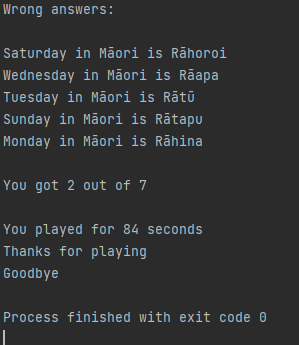 Wrong answers:
Saturday in Māori is Rāhoroi
Wednesday in Māori is Rāapa
Tuesday in Māori is Rātū
Sunday in Māori is Rātapu
Monday in Māori is Rāhina
You got 2 out of 7
You played for 84 seconds
Thanks for playing
Goodbye
Process finished with exit code 0